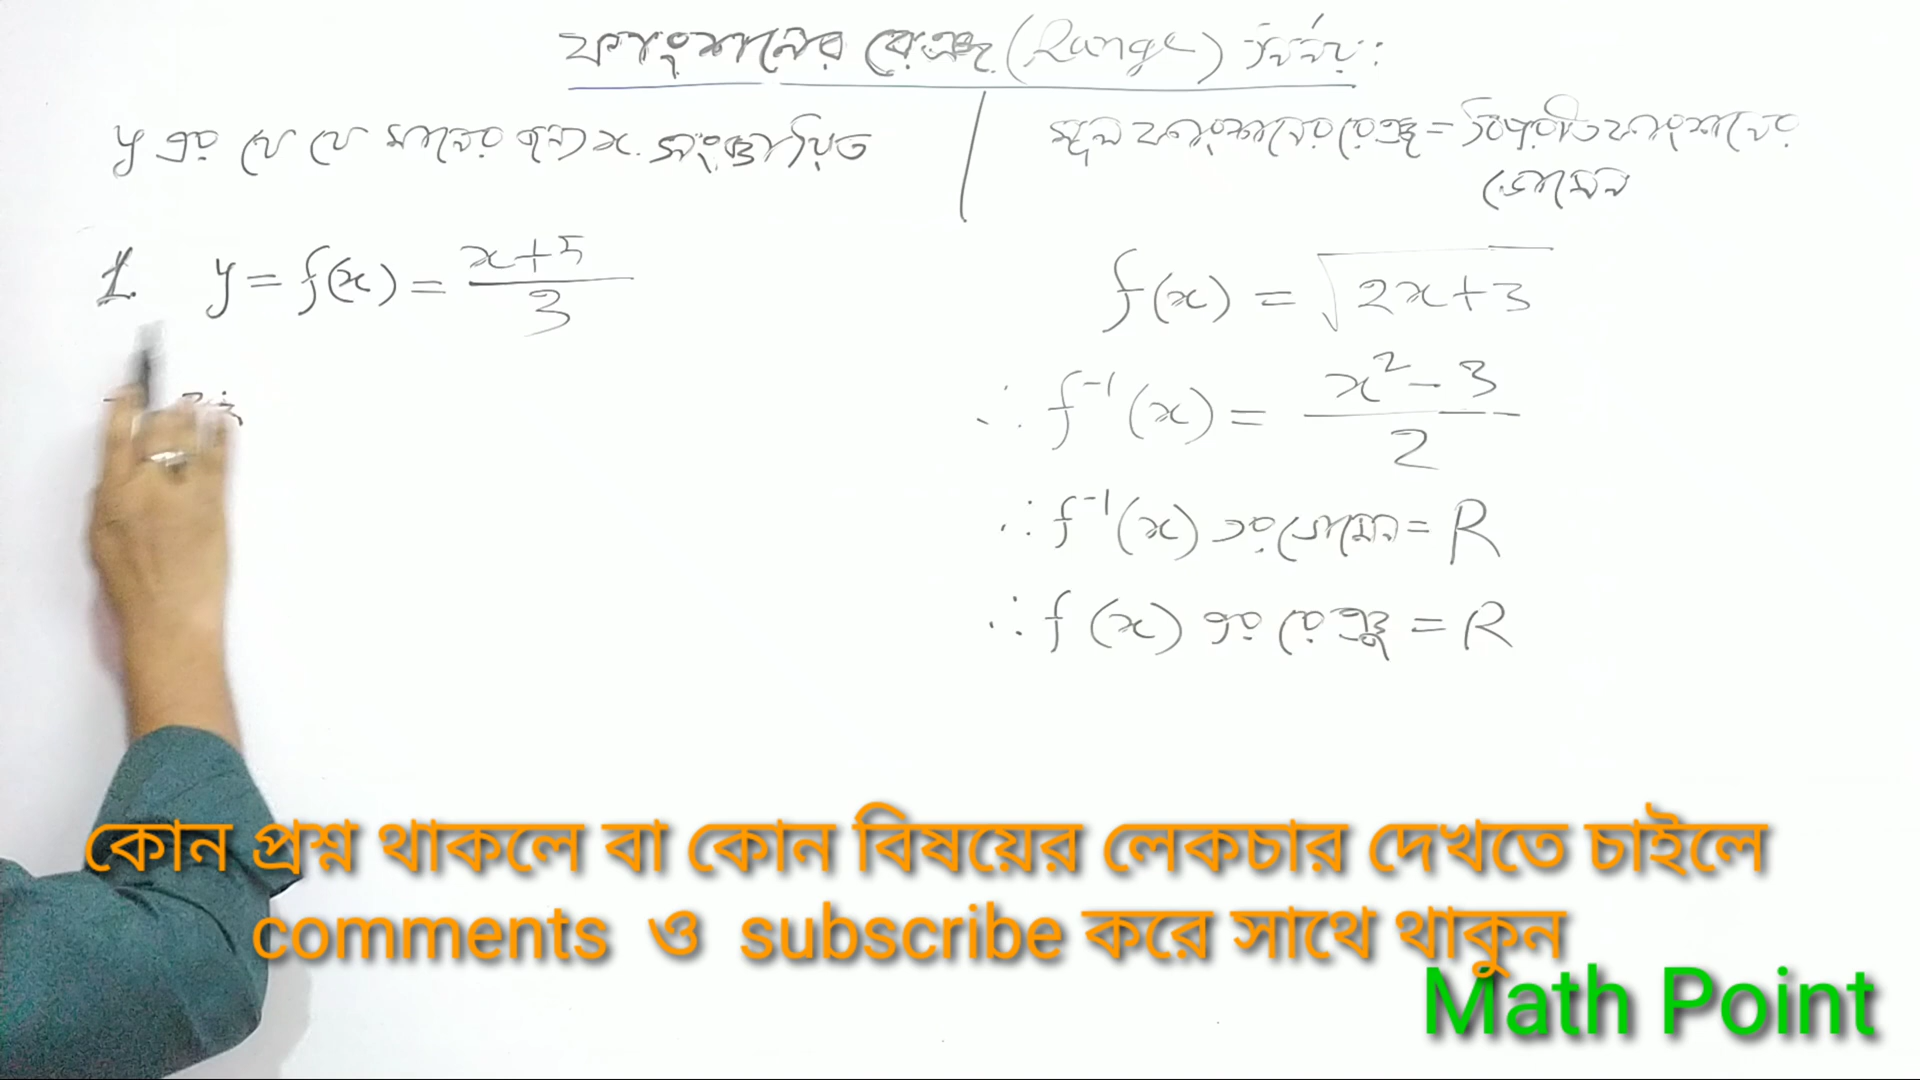 ফাংশনের রেঞ্জ (Range) নির্ণয়:
y এর যে যে মানের জন্য x সংজ্ঞায়িত
মূল ফাংশনের রেঞ্জ = বিপরীত ফাংশনের
ডোমেন
1. y = f(x) = (x+5)/3
f(x) = √(2x+3)
∴ f⁻¹(x) = (x² - 3)/2
∴ f⁻¹(x) এর ডোমেন = R
∴ f(x) এর রেঞ্জ = R
কোন প্রশ্ন থাকলে বা কোন বিষয়ের লেকচার দেখতে চাইলে
comments ও subscribe করে সাথে থাকুন
Math Point